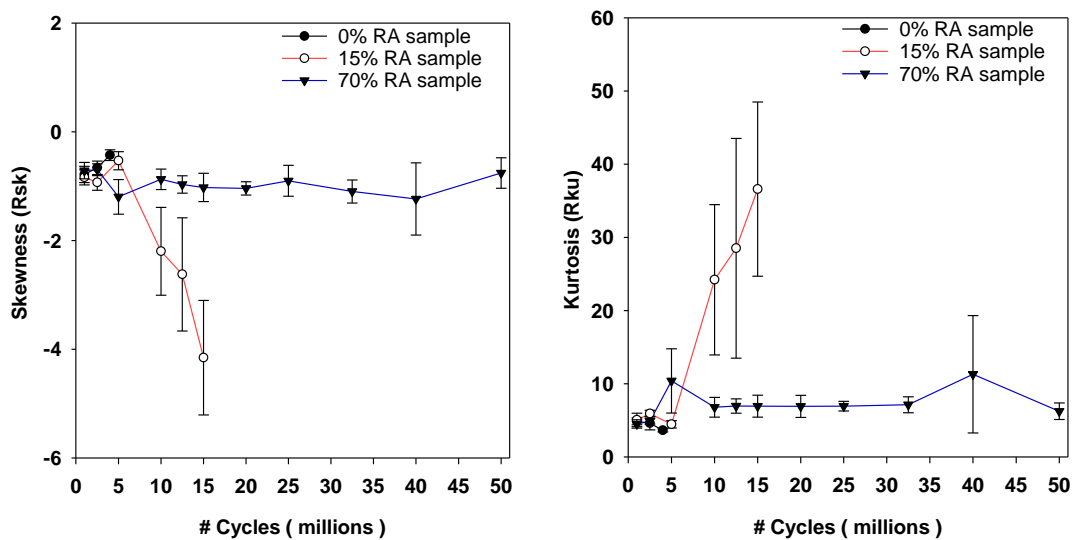 2
0
-2
-4
-6
Skewness (Rsk)
0% RA sample
15% RA sample
70% RA sample
0 5 10 15 20 25 30 35 40 45 50
# Cycles ( millions )
60
50
40
30
20
10
0
Kurtosis (Rku)
0% RA sample
15% RA sample
70% RA sample
0 5 10 15 20 25 30 35 40 45 50
# Cycles ( millions )